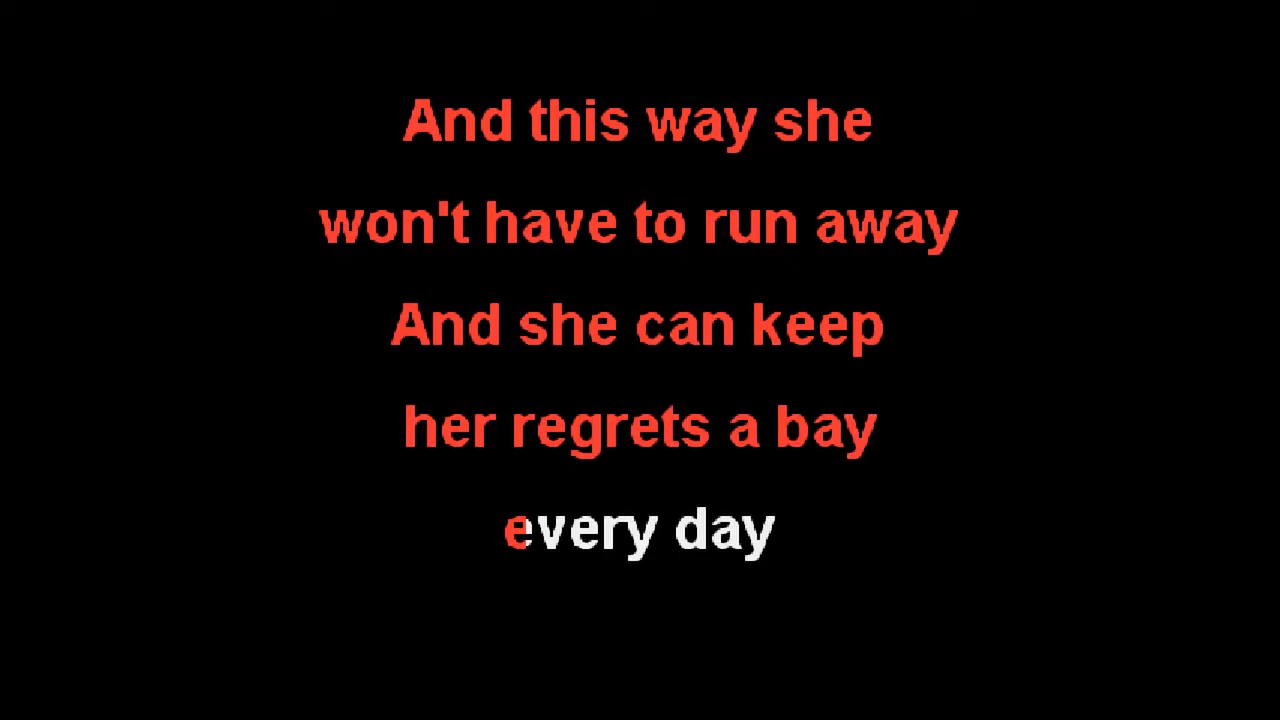 And this way she
won't have to run away
And she can keep
her regrets a bay
every day